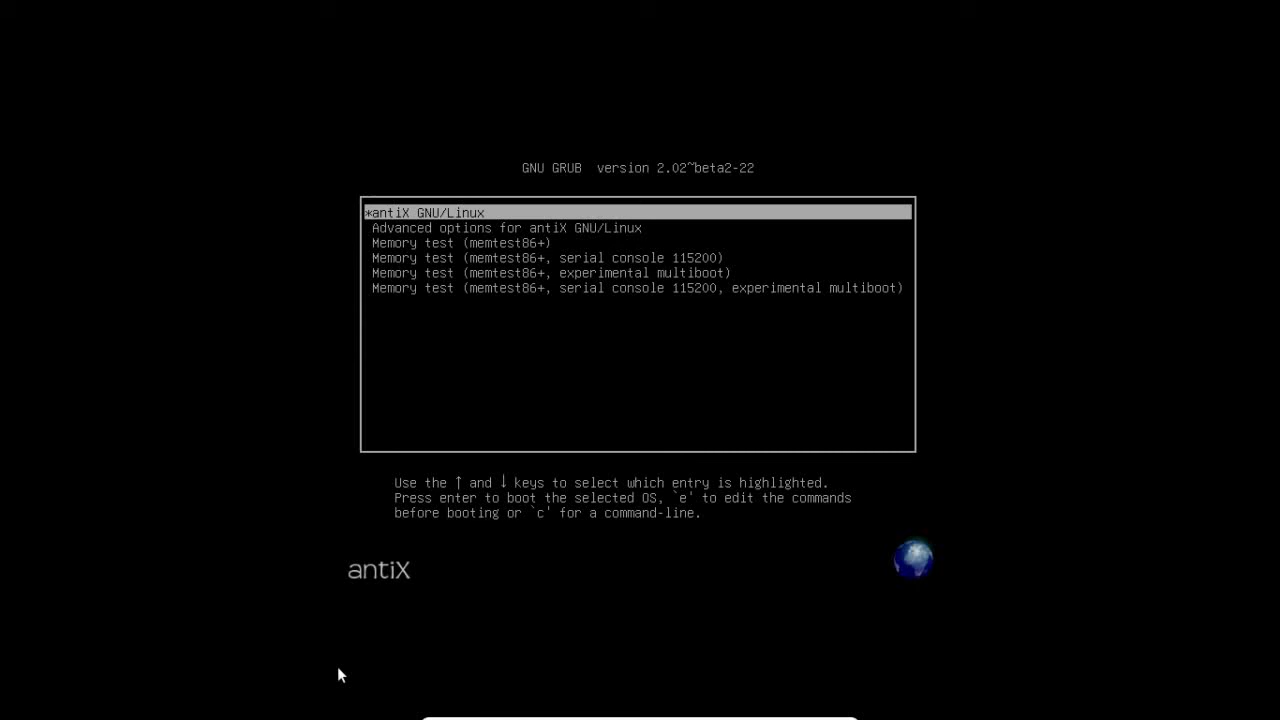 GNU GRUB  version 2.02~beta2-22
*antiX GNU/Linux
Advanced options for antiX GNU/Linux
Memory test (memtest86+)
Memory test (memtest86+, serial console 115200)
Memory test (memtest86+, experimental multiboot)
Memory test (memtest86+, serial console 115200, experimental multiboot)
Use the ↑ and ↓ keys to select which entry is highlighted.
Press enter to boot the selected OS, `e' to edit the commands
before booting or `c' for a command-line.
antiX